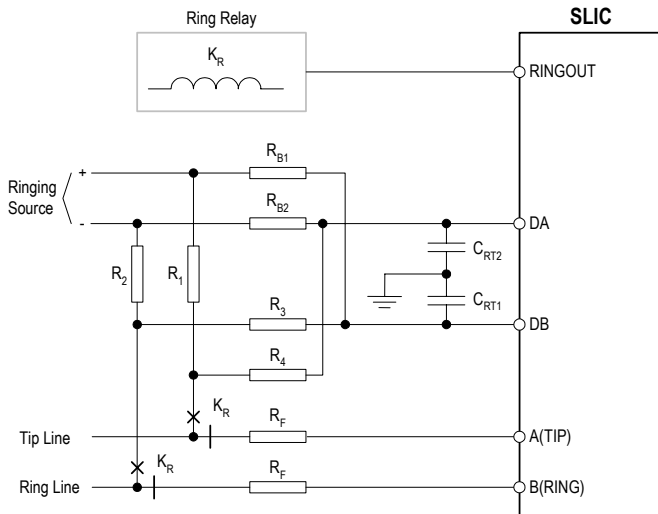 Ring Relay
SLIC
K_R
RINGOUT
+
R_B1
Ringing
Source
-
R_B2
DA
C_RT2
R_2
R_1
R_3
C_RT1
DB
R_4
K_R
R_F
Tip Line
A(TIP)
K_R
R_F
Ring Line
B(RING)